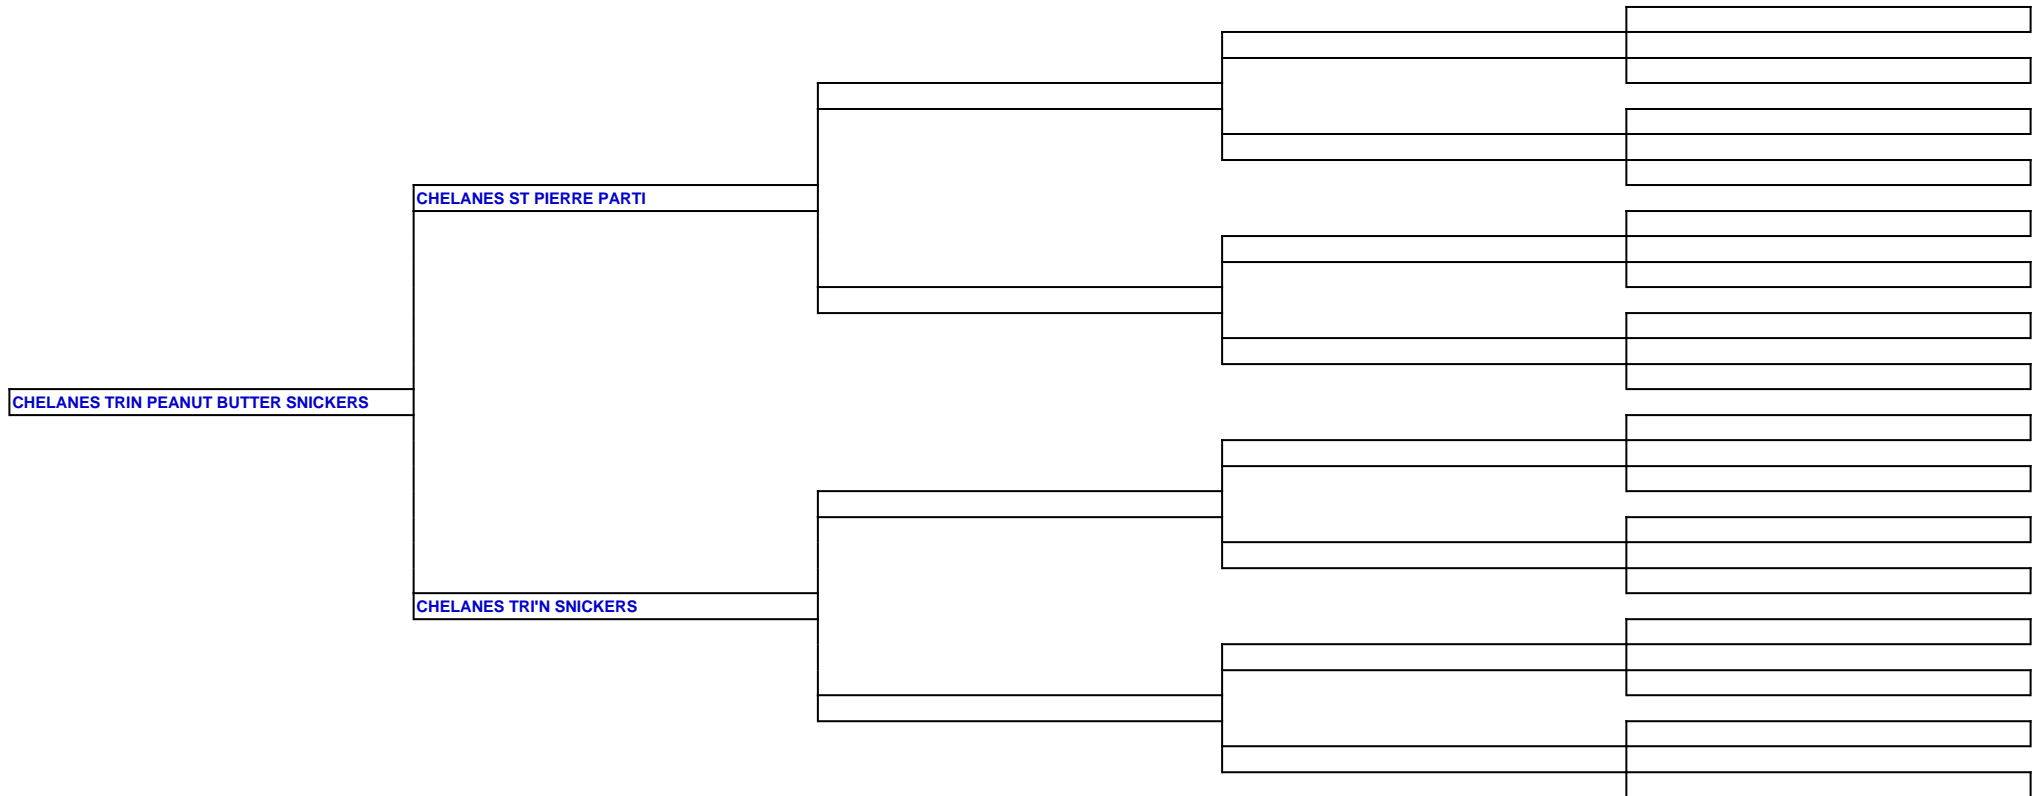 CHELANES ST PIERRE PARTI
CHELANES TRIN PEANUT BUTTER SNICKERS
CHELANES TRI'N SNICKERS